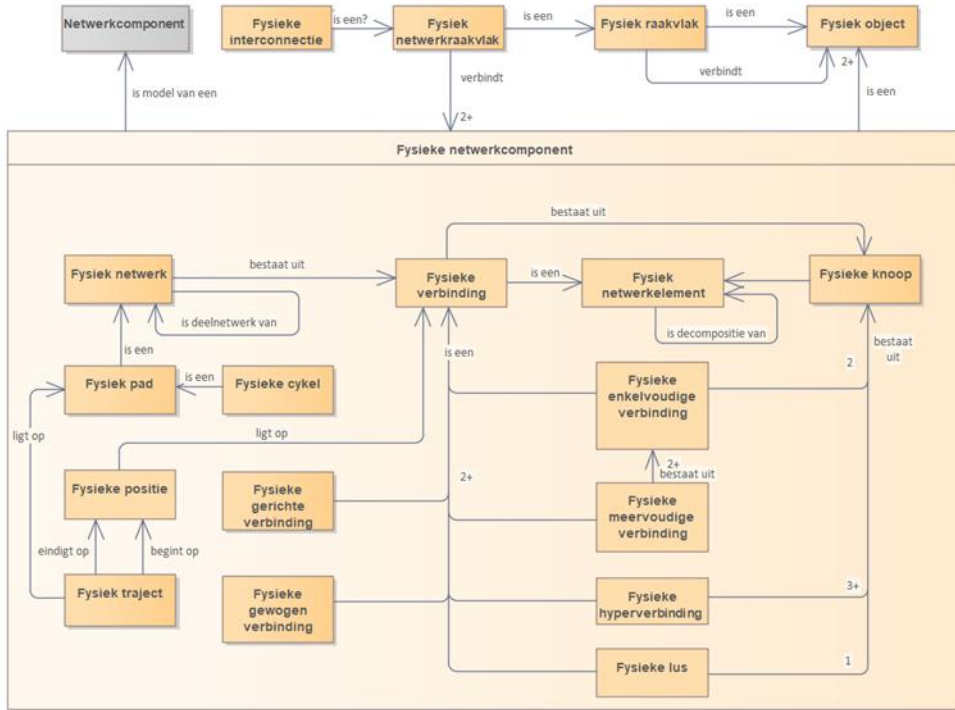 Netwerkcomponent
Fysieke
interconnectie
is een?
Fysiek
netwerkraakvlak
is een
Fysiek raakvlak
is een
Fysiek object
is model van een
verbindt
2+
verbindt
2+
is een
Fysieke netwerkcomponent
bestaat uit
Fysiek netwerk
bestaat uit
Fysieke
verbinding
is een
Fysiek
netwerkelement
Fysieke knoop
is deelnetwerk van
is decompositie van
is een
is een
bestaat
uit
Fysiek pad
is een
Fysieke cykel
Fysieke
enkelvoudige
verbinding
2
ligt op
ligt op
2+
bestaat uit
2+
Fysieke positie
Fysieke
gerichte
verbinding
Fysieke
meervoudige
verbinding
eindigt op
begint op
Fysiek traject
Fysieke
gewogen
verbinding
Fysieke
hyperverbinding
3+
Fysieke lus
1